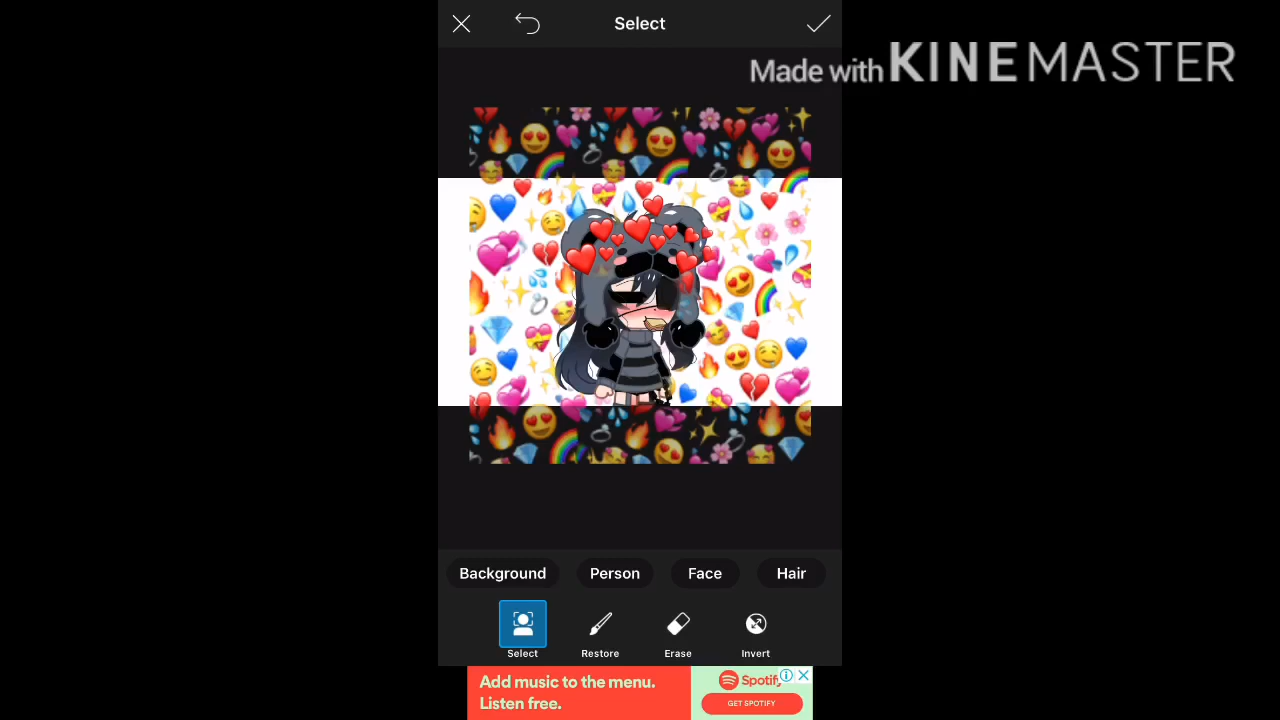 Select
Made with KINEMASTER
Background Person Face Hair
Select Restore Erase Invert
Add music to the menu.
Listen free.
Spotify
GET SPOTIFY